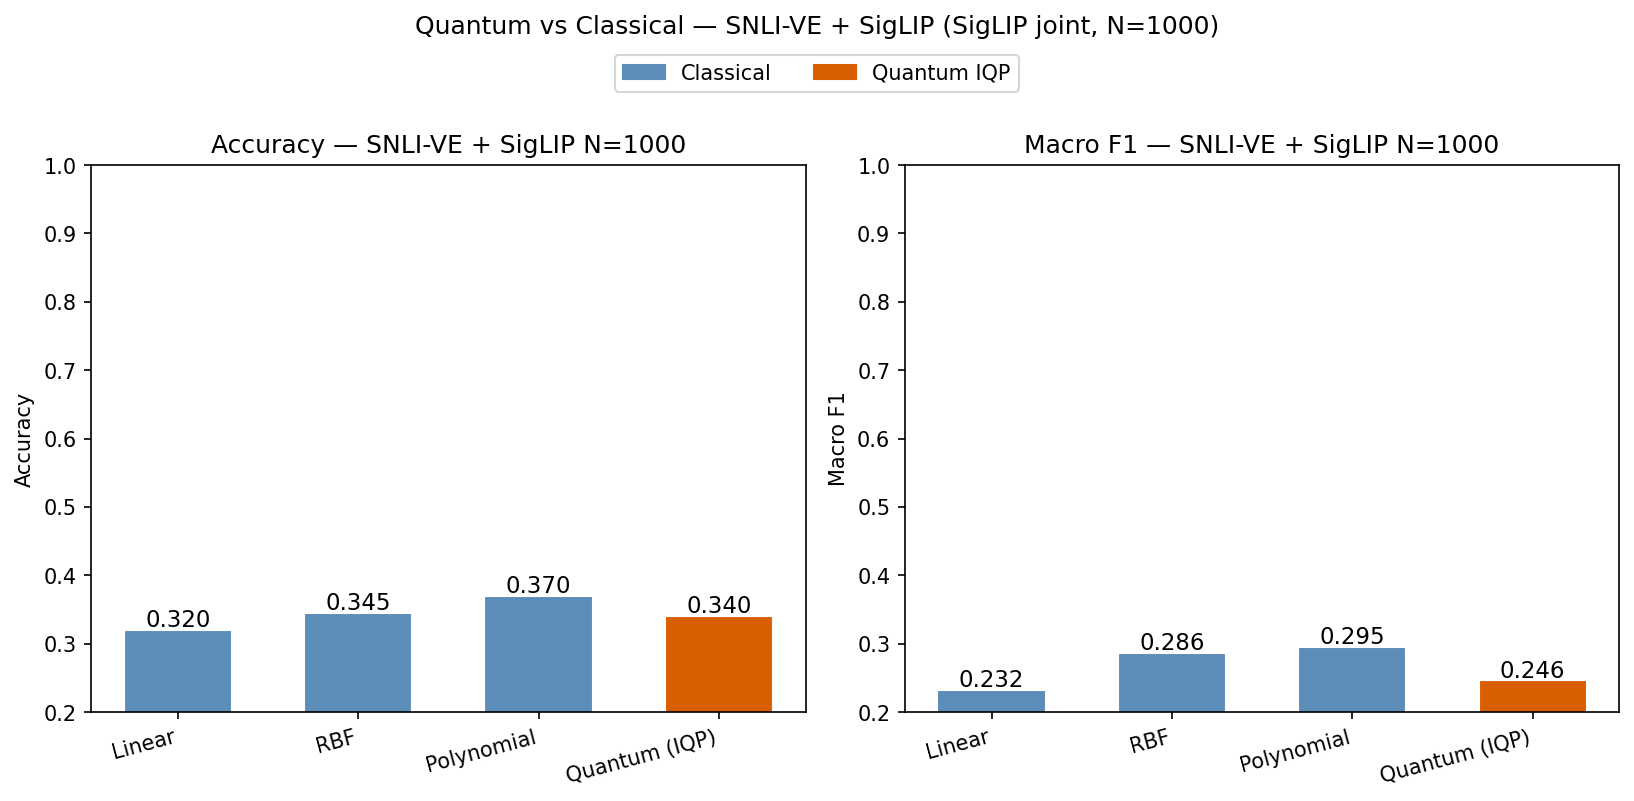 Quantum vs Classical — SNLI-VE + SigLIP (SigLIP joint, N=1000)
Classical
Quantum IQP
Accuracy — SNLI-VE + SigLIP N=1000
1.0
0.9
0.8
0.7
0.6
0.5
0.4
0.3
0.2
Accuracy
0.320
0.345
0.370
0.340
Linear
RBF
Polynomial
Quantum (IQP)
Macro F1 — SNLI-VE + SigLIP N=1000
1.0
0.9
0.8
0.7
0.6
0.5
0.4
0.3
0.2
Macro F1
0.232
0.286
0.295
0.246
Linear
RBF
Polynomial
Quantum (IQP)